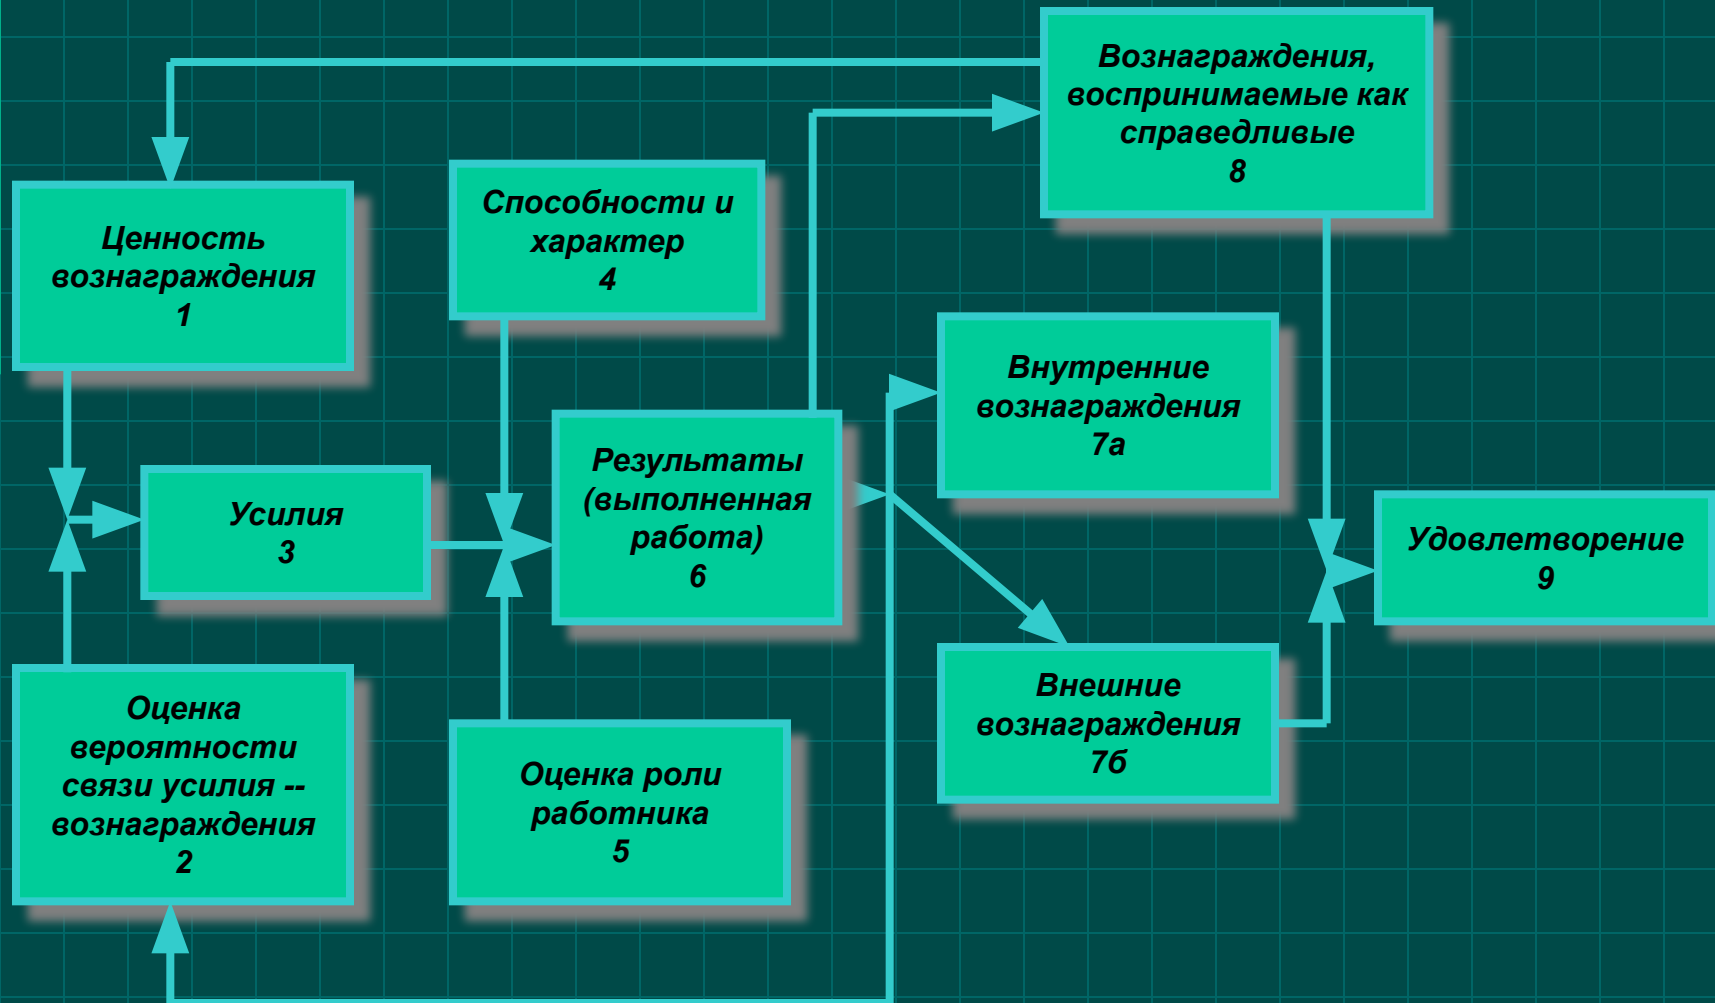 Вознаграждения,
воспринимаемые как
справедливые
8
Ценность
вознаграждения
1
Способности и
характер
4
Внутренние
вознаграждения
7а
Результаты
(выполненная
работа)
6
Усилия
3
Удовлетворение
9
Оценка
вероятности
связи усилия --
вознаграждения
2
Оценка роли
работника
5
Внешние
вознаграждения
7б